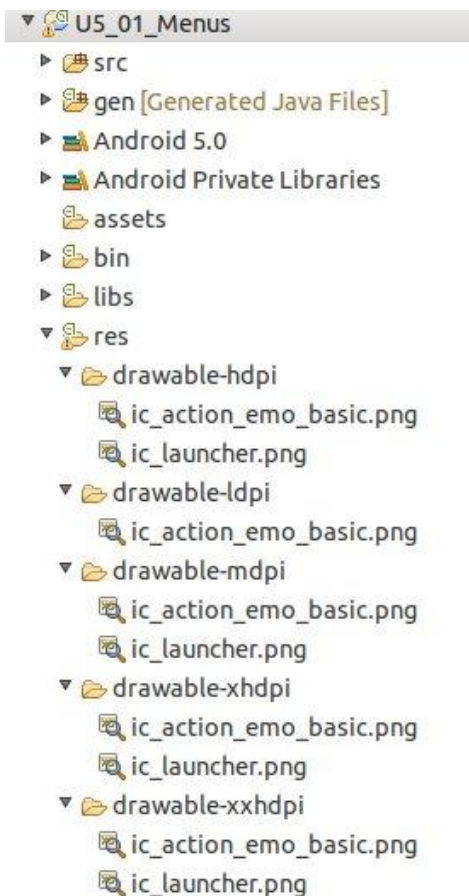 U5_01_Menus
src
gen [Generated Java Files]
Android 5.0
Android Private Libraries
assets
bin
libs
res
drawable-hdpi
ic_action_emo_basic.png
ic_launcher.png
drawable-ldpi
ic_action_emo_basic.png
drawable-mdpi
ic_action_emo_basic.png
ic_launcher.png
drawable-xhdpi
ic_action_emo_basic.png
ic_launcher.png
drawable-xxhdpi
ic_action_emo_basic.png
ic_launcher.png